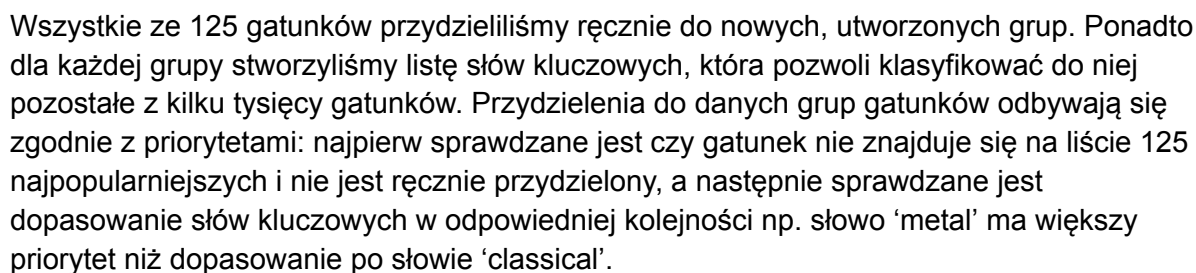 Wszystkie ze 125 gatunków przydzieliliśmy ręcznie do nowych, utworzonych grup. Ponadto
dla każdej grupy stworzyliśmy listę słów kluczowych, która pozwoli klasyfikować do niej
pozostałe z kilku tysięcy gatunków. Przydzielenia do danych grup gatunków odbywają się
zgodnie z priorytetami: najpierw sprawdzane jest czy gatunek nie znajduje się na liście 125
najpopularniejszych i nie jest ręcznie przydzielony, a następnie sprawdzane jest
dopasowanie słów kluczowych w odpowiedniej kolejności np. słowo ‘metal’ ma większy
priorytet niż dopasowanie po słowie ‘classical’.